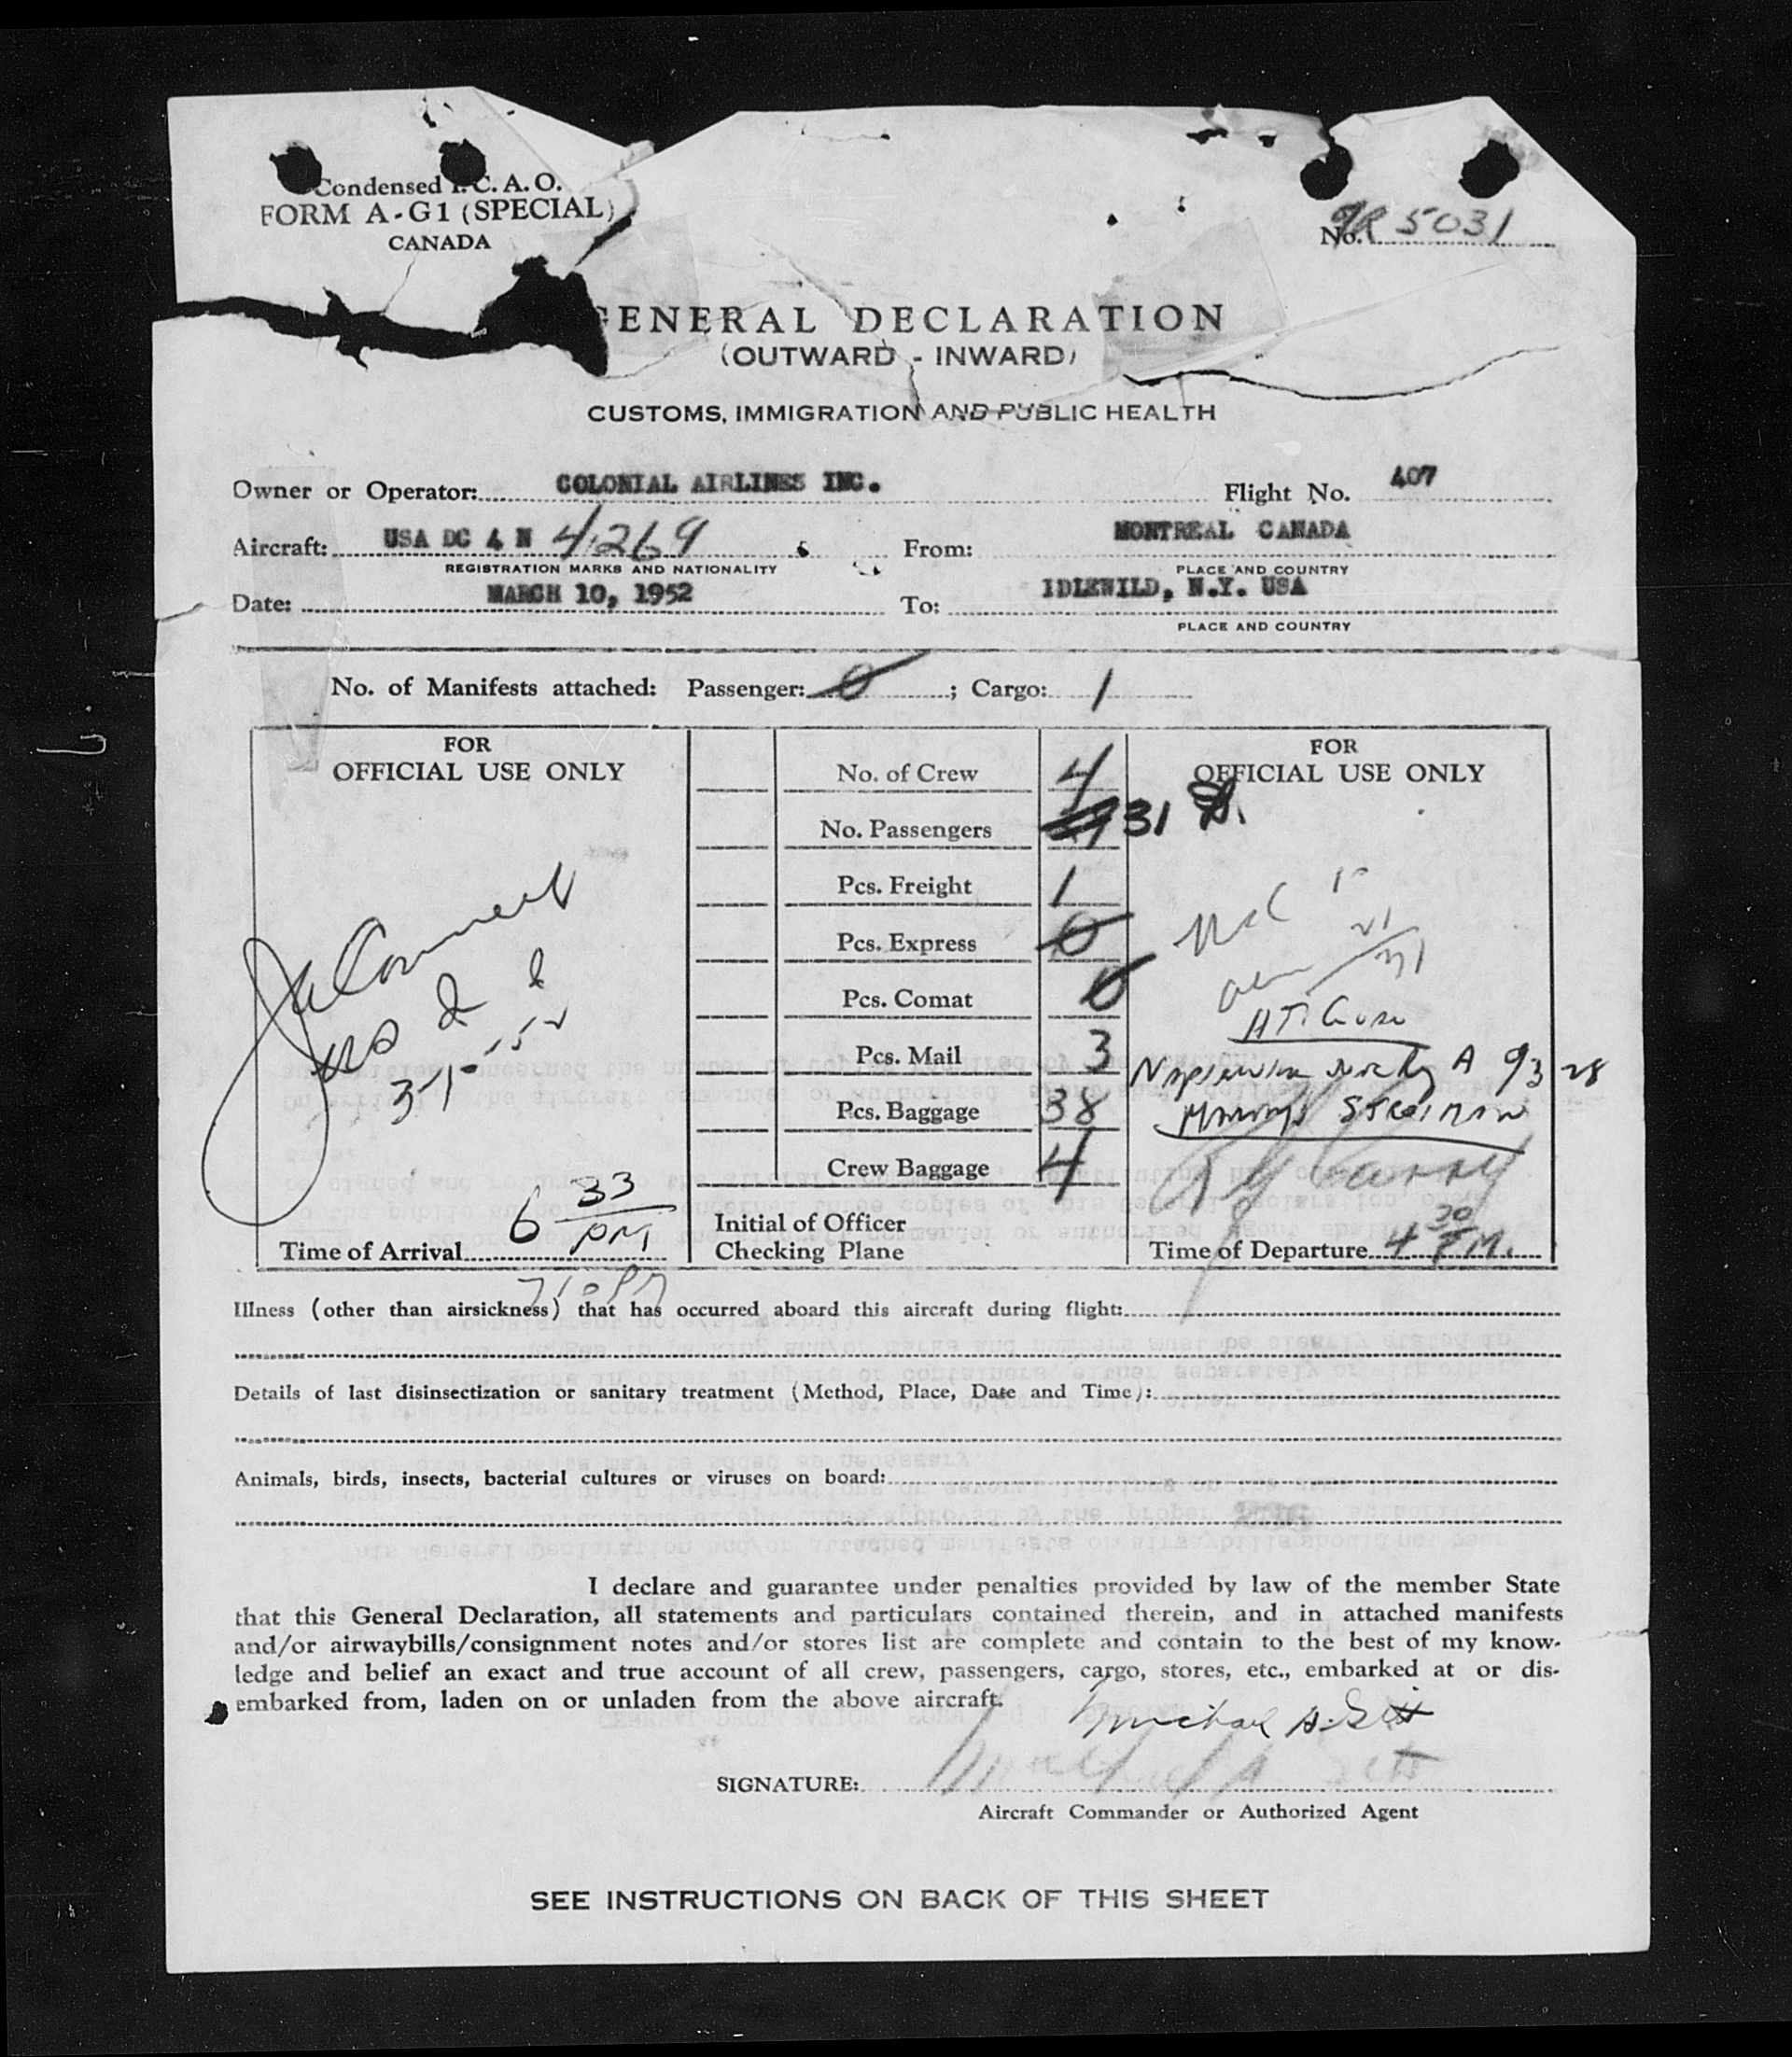 Condensed I.C.A.O.
FORM A-G1 (SPECIAL)
CANADA
No. 5031
GENERAL DECLARATION
(OUTWARD - INWARD)
CUSTOMS, IMMIGRATION AND PUBLIC HEALTH
Owner or Operator: COLONIAL AIRLINES INC. Flight No. 407
Aircraft: USA DC 4 N 4269 From: MONTREAL CANADA
REGISTRATION MARKS AND NATIONALITY PLACE AND COUNTRY
Date: MARCH 10, 1952 To: IDLEWILD, N.Y. USA
PLACE AND COUNTRY
No. of Manifests attached: Passenger: 0 ; Cargo: 1
FOR
OFFICIAL USE ONLY
3-10-52
6 33 PM
Time of Arrival
No. of Crew 4
No. Passengers 31
Pcs. Freight 1
Pcs. Express 0
Pcs. Comat 0
Pcs. Mail 3
Pcs. Baggage 38
Crew Baggage 4
Initial of Officer
Checking Plane
FOR
OFFICIAL USE ONLY
21
31
Time of Departure 4 30 P.M.
Illness (other than airsickness) that has occurred aboard this aircraft during flight:
Details of last disinsectization or sanitary treatment (Method, Place, Date and Time):
Animals, birds, insects, bacterial cultures or viruses on board:
I declare and guarantee under penalties provided by law of the member State
that this General Declaration, all statements and particulars contained therein, and in attached manifests
and/or airwaybills/consignment notes and/or stores list are complete and contain to the best of my know-
ledge and belief an exact and true account of all crew, passengers, cargo, stores, etc., embarked at or dis-
embarked from, laden on or unladen from the above aircraft.
Michael A.
SIGNATURE:
Aircraft Commander or Authorized Agent
SEE INSTRUCTIONS ON BACK OF THIS SHEET